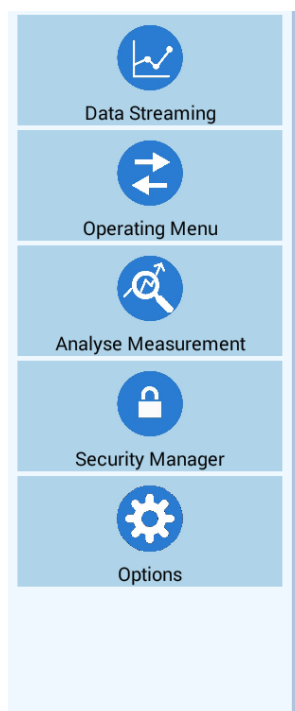 Data Streaming
Operating Menu
Analyse Measurement
Security Manager
Options